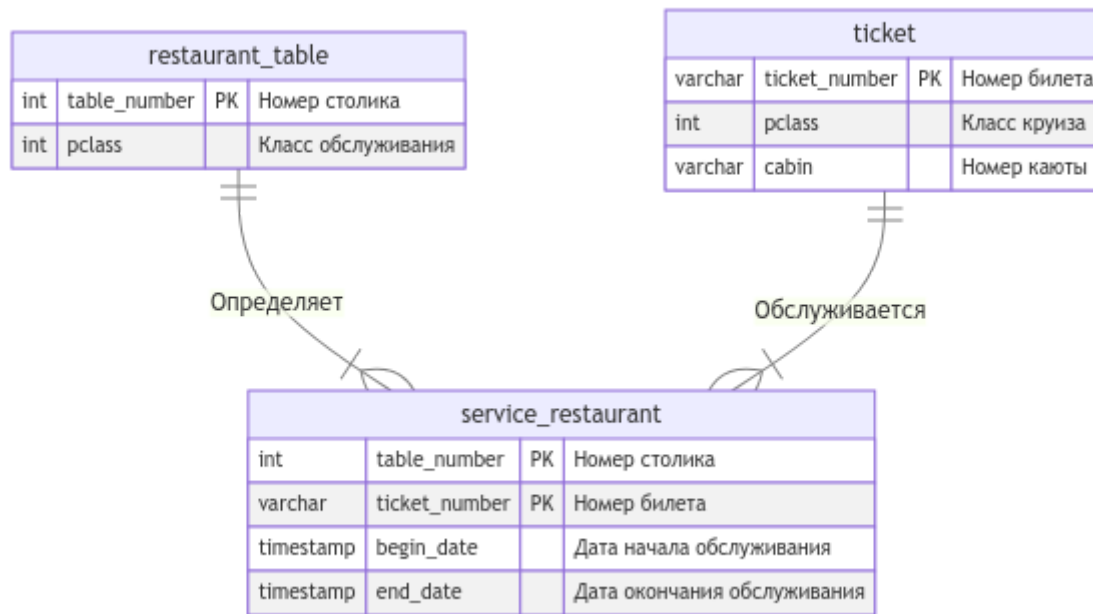 restaurant_table
int table_number PK Номер столика
int pclass Класс обслуживания
ticket
varchar ticket_number PK Номер билета
int pclass Класс круиза
varchar cabin Номер каюты
Определяет
Обслуживается
service_restaurant
int table_number PK Номер столика
varchar ticket_number PK Номер билета
timestamp begin_date Дата начала обслуживания
timestamp end_date Дата окончания обслуживания